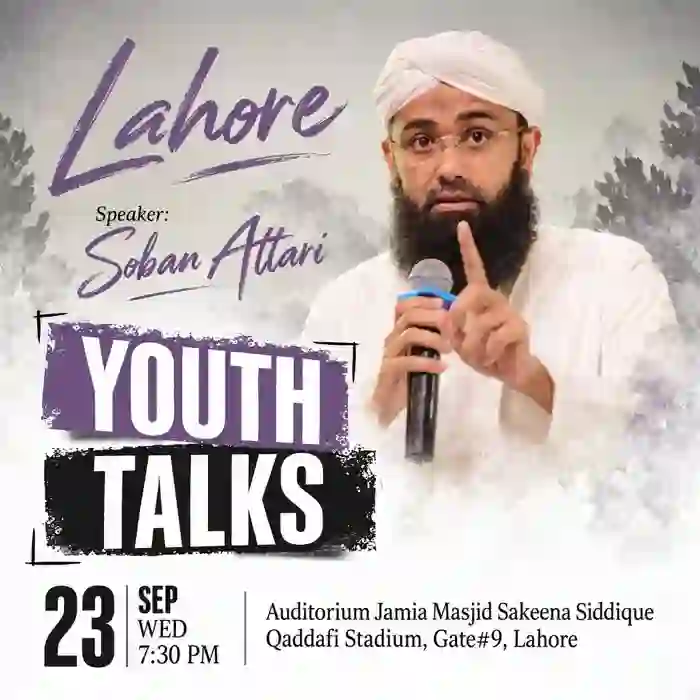 Lahore
Speaker:
Soban Attari
YOUTH
TALKS
23
SEP
WED
7:30 PM
Auditorium Jamia Masjid Sakeena Siddique
Qaddafi Stadium, Gate#9, Lahore